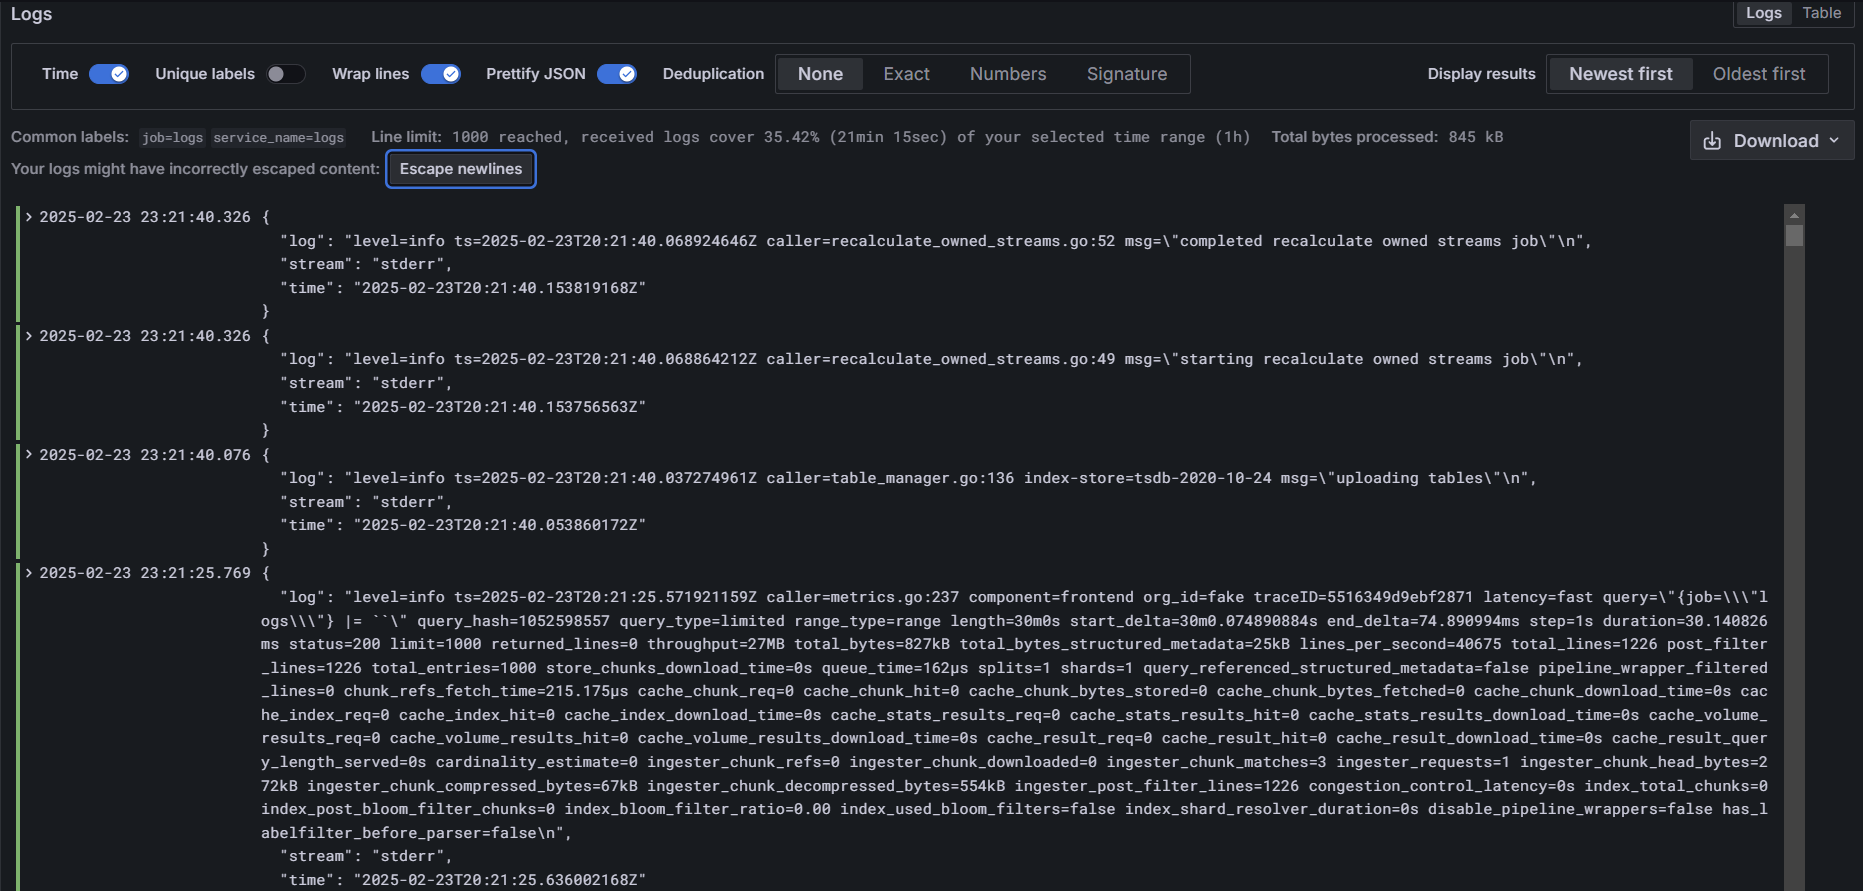 Logs
Logs Table
Time Unique labels Wrap lines Prettify JSON Deduplication None Exact Numbers Signature Display results Newest first Oldest first
Common labels: job=logs service_name=logs Line limit: 1000 reached, received logs cover 35.42% (21min 15sec) of your selected time range (1h) Total bytes processed: 845 kB
Download
Your logs might have incorrectly escaped content: Escape newlines
2025-02-23 23:21:40.326 {
"log": "level=info ts=2025-02-23T20:21:40.068924646Z caller=recalculate_owned_streams.go:52 msg=\"completed recalculate owned streams job\"\n",
"stream": "stderr",
"time": "2025-02-23T20:21:40.153819168Z"
}
2025-02-23 23:21:40.326 {
"log": "level=info ts=2025-02-23T20:21:40.068864212Z caller=recalculate_owned_streams.go:49 msg=\"starting recalculate owned streams job\"\n",
"stream": "stderr",
"time": "2025-02-23T20:21:40.153756563Z"
}
2025-02-23 23:21:40.076 {
"log": "level=info ts=2025-02-23T20:21:40.037274961Z caller=table_manager.go:136 index-store=tsdb-2020-10-24 msg=\"uploading tables\"\n",
"stream": "stderr",
"time": "2025-02-23T20:21:40.053860172Z"
}
2025-02-23 23:21:25.769 {
"log": "level=info ts=2025-02-23T20:21:25.571921159Z caller=metrics.go:237 component=frontend org_id=fake traceID=5516349d9ebf2871 latency=fast query=\"{job=\\\"l
ogs\\\"} |= ``\" query_hash=1052598557 query_type=limited range_type=range length=30m0s start_delta=30m0.074890884s end_delta=74.890994ms step=1s duration=30.140826
ms status=200 limit=1000 returned_lines=0 throughput=27MB total_bytes=827kB total_bytes_structured_metadata=25kB lines_per_second=40675 total_lines=1226 post_filter
_lines=1226 total_entries=1000 store_chunks_download_time=0s queue_time=162µs splits=1 shards=1 query_referenced_structured_metadata=false pipeline_wrapper_filtered
_lines=0 chunk_refs_fetch_time=215.175µs cache_chunk_req=0 cache_chunk_hit=0 cache_chunk_bytes_stored=0 cache_chunk_bytes_fetched=0 cache_chunk_download_time=0s cac
he_index_req=0 cache_index_hit=0 cache_index_download_time=0s cache_stats_results_req=0 cache_stats_results_hit=0 cache_stats_results_download_time=0s cache_volume_
results_req=0 cache_volume_results_hit=0 cache_volume_results_download_time=0s cache_result_req=0 cache_result_hit=0 cache_result_download_time=0s cache_result_quer
y_length_served=0s cardinality_estimate=0 ingester_chunk_refs=0 ingester_chunk_downloaded=0 ingester_chunk_matches=3 ingester_requests=1 ingester_chunk_head_bytes=2
72kB ingester_chunk_compressed_bytes=67kB ingester_chunk_decompressed_bytes=554kB ingester_post_filter_lines=1226 congestion_control_latency=0s index_total_chunks=0
index_post_bloom_filter_chunks=0 index_bloom_filter_ratio=0.00 index_used_bloom_filters=false index_shard_resolver_duration=0s disable_pipeline_wrappers=false has_l
abelfilter_before_parser=false\n",
"stream": "stderr",
"time": "2025-02-23T20:21:25.636002168Z"